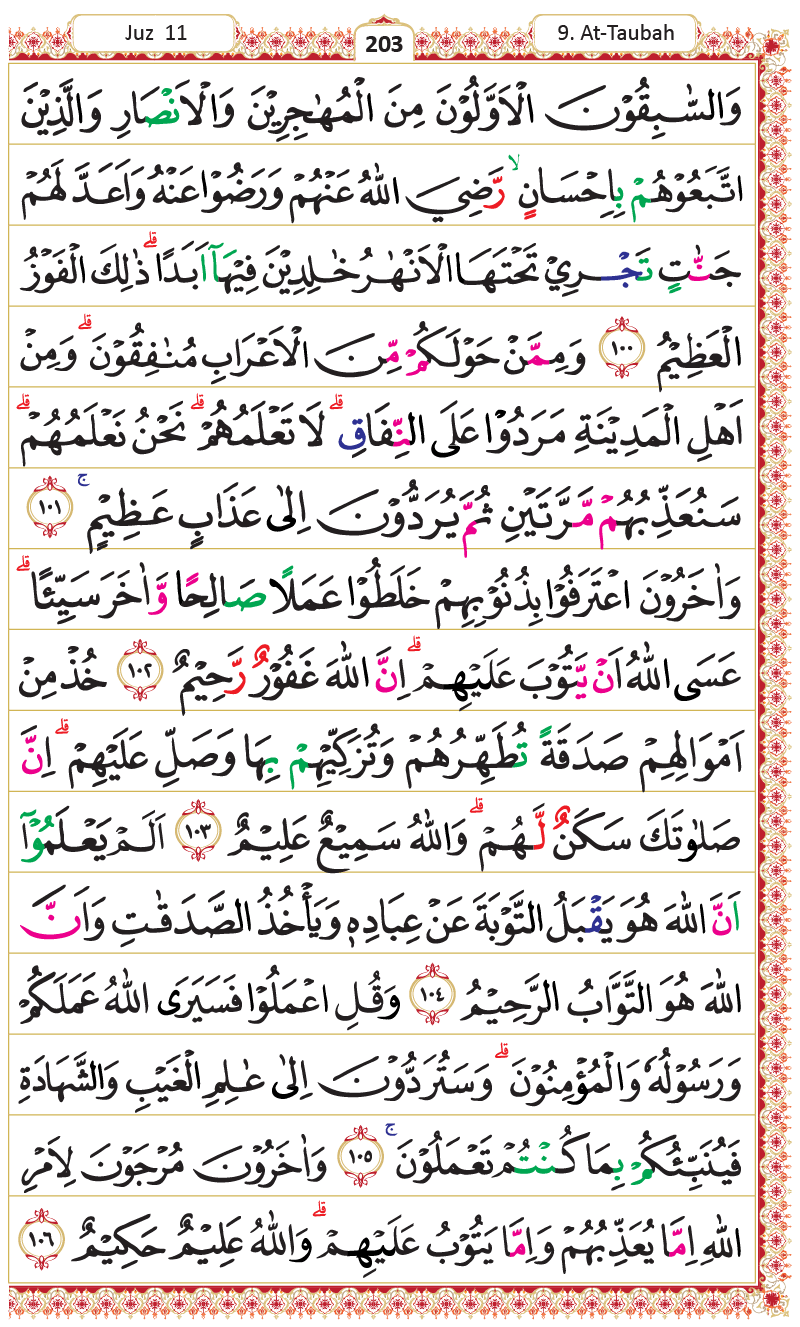 Juz 11
203
9. At-Taubah
وَالسّٰبِقُوْنَ الْاَوَّلُوْنَ مِنَ الْمُهٰجِرِيْنَ وَالْاَنْصَارِ وَالَّذِيْنَ
اتَّبَعُوْهُمْ بِاِحْسَانٍۙ رَّضِيَ اللّٰهُ عَنْهُمْ وَرَضُوْا عَنْهُ وَاَعَدَّ لَهُمْ
جَنّٰتٍ تَجْرِيْ تَحْتَهَا الْاَنْهٰرُ خٰلِدِيْنَ فِيْهَآ اَبَدًا ۗذٰلِكَ الْفَوْزُ
الْعَظِيْمُ ١٠٠ وَمِمَّنْ حَوْلَكُمْ مِّنَ الْاَعْرَابِ مُنٰفِقُوْنَ ۗوَمِنْ
اَهْلِ الْمَدِيْنَةِ مَرَدُوْا عَلَى النِّفَاقِۗ لَا تَعْلَمُهُمْۗ نَحْنُ نَعْلَمُهُمْۗ
سَنُعَذِّبُهُمْ مَّرَّتَيْنِ ثُمَّ يُرَدُّوْنَ اِلٰى عَذَابٍ عَظِيْمٍۚ ١٠١
وَاٰخَرُوْنَ اعْتَرَفُوْا بِذُنُوْبِهِمْ خَلَطُوْا عَمَلًا صَالِحًا وَّاٰخَرَ سَيِّئًاۗ
عَسَى اللّٰهُ اَنْ يَّتُوْبَ عَلَيْهِمْۗ اِنَّ اللّٰهَ غَفُوْرٌ رَّحِيْمٌ ١٠٢ خُذْ مِنْ
اَمْوَالِهِمْ صَدَقَةً تُطَهِّرُهُمْ وَتُزَكِّيْهِمْ بِهَا وَصَلِّ عَلَيْهِمْۗ اِنَّ
صَلٰوتَكَ سَكَنٌ لَّهُمْۗ وَاللّٰهُ سَمِيْعٌ عَلِيْمٌ ١٠٣ اَلَمْ يَعْلَمُوْٓا
اَنَّ اللّٰهَ هُوَ يَقْبَلُ التَّوْبَةَ عَنْ عِبَادِهٖ وَيَأْخُذُ الصَّدَقٰتِ وَاَنَّ
اللّٰهَ هُوَ التَّوَّابُ الرَّحِيْمُ ١٠٤ وَقُلِ اعْمَلُوْا فَسَيَرَى اللّٰهُ عَمَلَكُمْ
وَرَسُوْلُهٗ وَالْمُؤْمِنُوْنَۗ وَسَتُرَدُّوْنَ اِلٰى عٰلِمِ الْغَيْبِ وَالشَّهَادَةِ
فَيُنَبِّئُكُمْ بِمَا كُنْتُمْ تَعْمَلُوْنَۚ ١٠٥ وَاٰخَرُوْنَ مُرْجَوْنَ لِاَمْرِ
اللّٰهِ اِمَّا يُعَذِّبُهُمْ وَاِمَّا يَتُوْبُ عَلَيْهِمْۗ وَاللّٰهُ عَلِيْمٌ حَكِيْمٌ ١٠٦